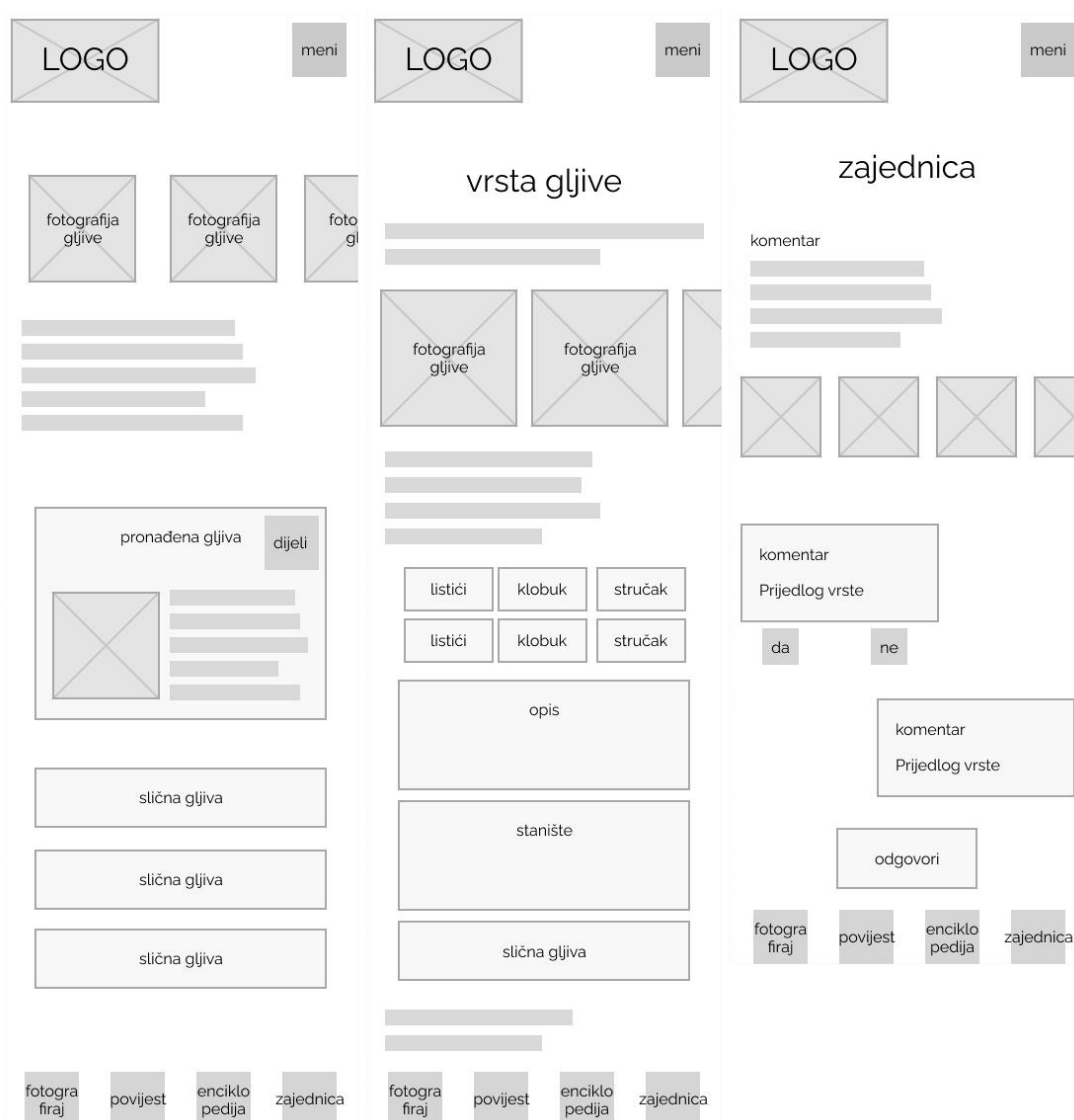 LOGO
meni
fotografija
gljive
fotografija
gljive
foto
gl
pronađena gljiva
dijeli
slična gljiva
slična gljiva
slična gljiva
fotogra
firaj
povijest
enciklo
pedija
zajednica
LOGO
meni
vrsta gljive
fotografija
gljive
fotografija
gljive
listići
klobuk
stručak
listići
klobuk
stručak
opis
stanište
slična gljiva
fotogra
firaj
povijest
enciklo
pedija
zajednica
LOGO
meni
zajednica
komentar
komentar
Prijedlog vrste
da
ne
komentar
Prijedlog vrste
odgovori
fotogra
firaj
povijest
enciklo
pedija
zajednica